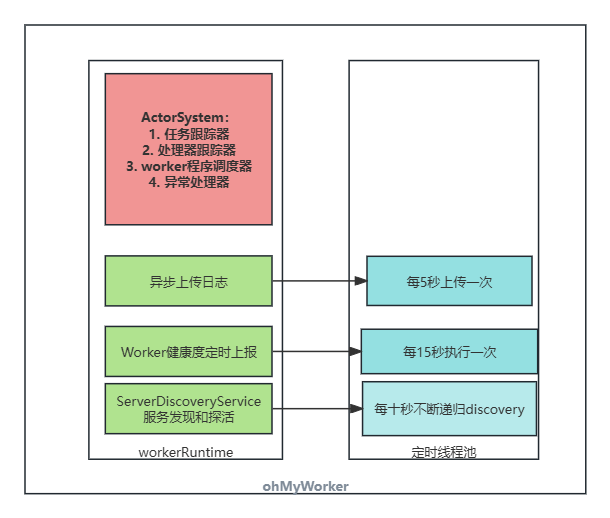 ActorSystem：
1. 任务跟踪器
2. 处理器跟踪器
3. worker程序调度器
4. 异常处理器
异步上传日志
每5秒上传一次
Worker健康度定时上报
每15秒执行一次
ServerDiscoveryService
服务发现和探活
每十秒不断递归discovery
workerRuntime
定时线程池
ohMyWorker